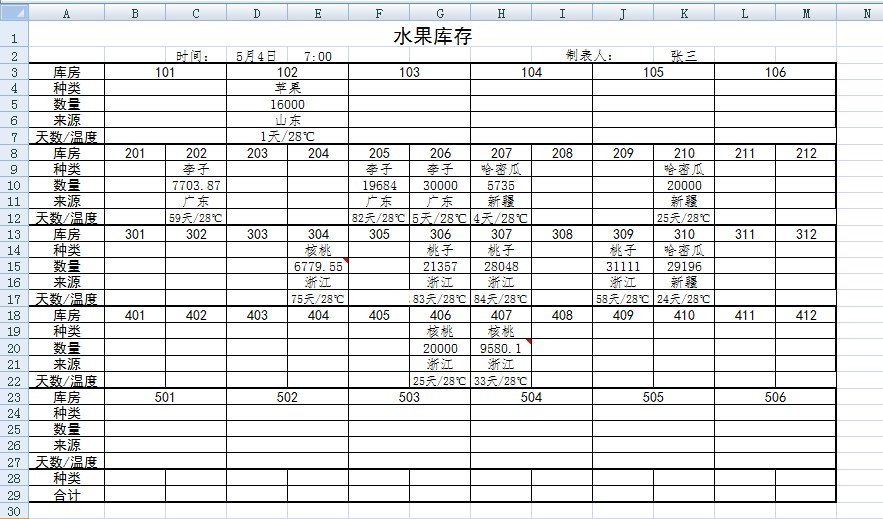 A B C D E F G H I J K L M N
1 水果库存
2 时间： 5月4日 7:00 制表人： 张三
3 库房 101 102 103 104 105 106
4 种类 苹果
5 数量 16000
6 来源 山东
7 天数/温度 1天/28℃
8 库房 201 202 203 204 205 206 207 208 209 210 211 212
9 种类 李子 李子 李子 哈密瓜 哈密瓜
10 数量 7703.87 19684 30000 5735 20000
11 来源 广东 广东 广东 新疆 新疆
12 天数/温度 59天/28℃ 82天/28℃ 5天/28℃ 4天/28℃ 25天/28℃
13 库房 301 302 303 304 305 306 307 308 309 310 311 312
14 种类 核桃 桃子 桃子 桃子 哈密瓜
15 数量 6779.55 21357 28048 31111 29196
16 来源 浙江 浙江 浙江 浙江 新疆
17 天数/温度 75天/28℃ 83天/28℃ 84天/28℃ 58天/28℃ 24天/28℃
18 库房 401 402 403 404 405 406 407 408 409 410 411 412
19 种类 核桃 核桃
20 数量 20000 9580.1
21 来源 浙江 浙江
22 天数/温度 25天/28℃ 33天/28℃
23 库房 501 502 503 504 505 506
24 种类
25 数量
26 来源
27 天数/温度
28 种类
29 合计
30